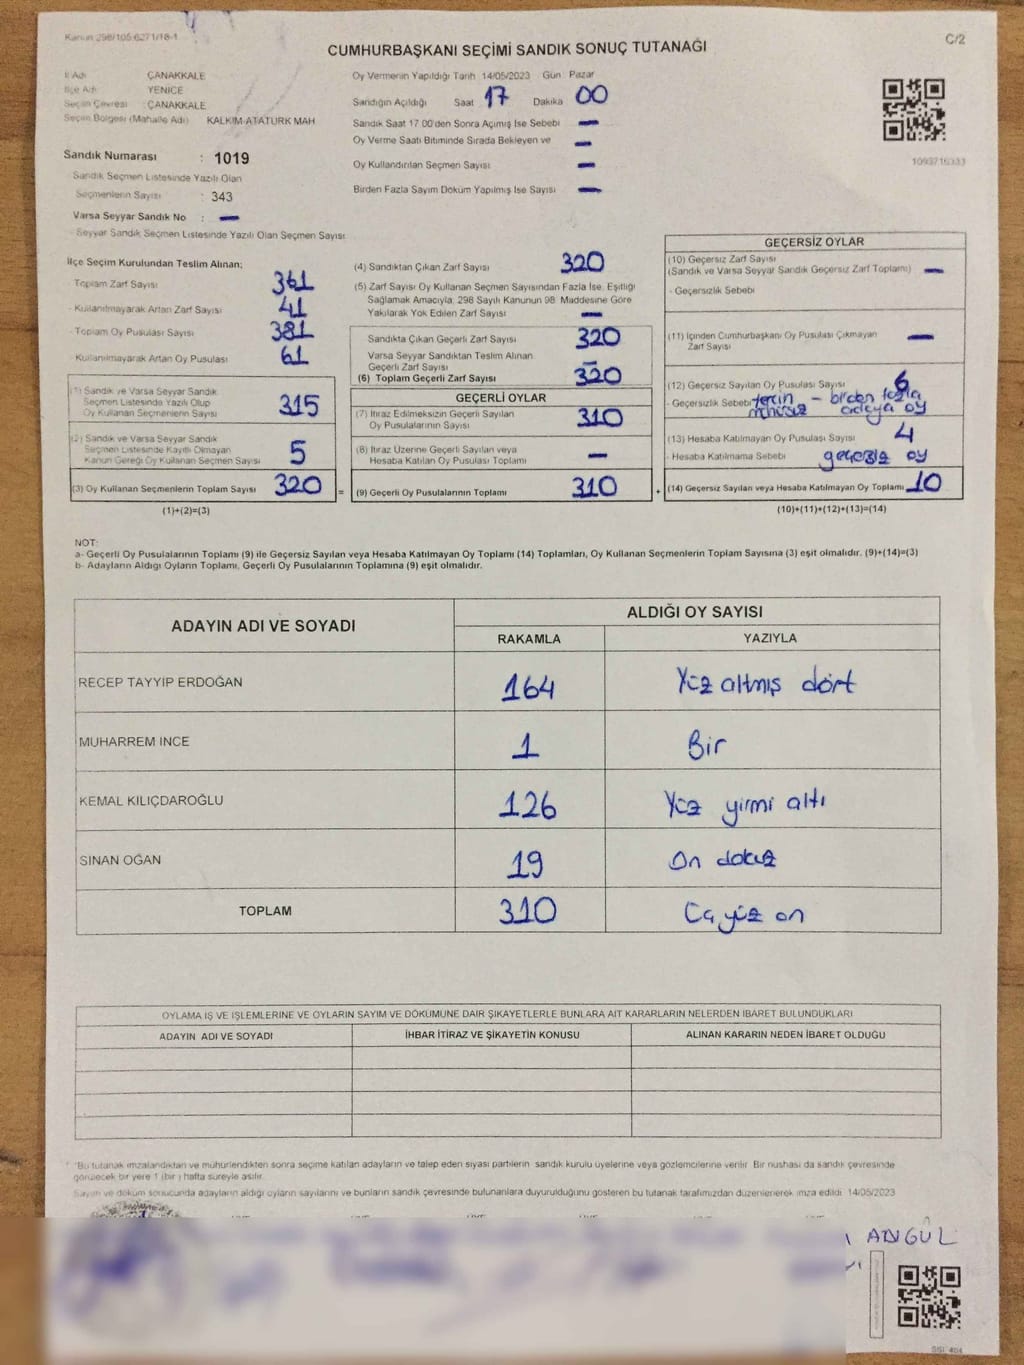 Kanun 298/105 6271/18-1
C/2
CUMHURBAŞKANI SEÇİMİ SANDIK SONUÇ TUTANAĞI
İl Adı ÇANAKKALE
İlçe Adı : YENİCE
Seçim Çevresi : ÇANAKKALE
Seçim Bölgesi (Mahalle Adı) KALKIM ATATÜRK MAH
Sandık Numarası : 1019
Sandık Seçmen Listesinde Yazılı Olan
Seçmenlerin Sayısı : 343
Varsa Seyyar Sandık No : —
- Seyyar Sandık Seçmen Listesinde Yazılı Olan Seçmen Sayısı
Oy Vermenin Yapıldığı Tarih 14/05/2023 Gün Pazar
Sandığın Açıldığı Saat 17 Dakika 00
Sandık Saat 17 00'den Sonra Açılmış İse Sebebi —
Oy Verme Saati Bitiminde Sırada Bekleyen ve —
Oy Kullandırılan Seçmen Sayısı —
Birden Fazla Sayım Döküm Yapılmış İse Sayısı —
1093716333
İlçe Seçim Kurulundan Teslim Alınan;
Toplam Zarf Sayısı 361
- Kullanılmayarak Artan Zarf Sayısı 41
- Toplam Oy Pusulası Sayısı 381
- Kullanılmayarak Artan Oy Pusulası 61
(1) Sandık ve Varsa Seyyar Sandık
Seçmen Listesinde Yazılı Olup
Oy Kullanan Seçmenlerin Sayısı 315
(2) Sandık ve Varsa Seyyar Sandık
Seçmen Listesinde Kayıtlı Olmayan
Kanun Gereği Oy Kullanan Seçmen Sayısı 5
(3) Oy Kullanan Seçmenlerin Toplam Sayısı 320 =
(1)+(2)=(3)
(4) Sandıktan Çıkan Zarf Sayısı 320
(5) Zarf Sayısı Oy Kullanan Seçmen Sayısından Fazla İse, Eşitliği
Sağlamak Amacıyla, 298 Sayılı Kanunun 98. Maddesine Göre
Yakılarak Yok Edilen Zarf Sayısı —
Sandıkta Çıkan Geçerli Zarf Sayısı 320
Varsa Seyyar Sandıktan Teslim Alınan
Geçerli Zarf Sayısı —
(6) Toplam Geçerli Zarf Sayısı 320
GEÇERLİ OYLAR
(7) İtiraz Edilmeksizin Geçerli Sayılan
Oy Pusulalarının Sayısı 310
(8) İtiraz Üzerine Geçerli Sayılan veya
Hesaba Katılan Oy Pusulası Toplamı —
(9) Geçerli Oy Pusulalarının Toplamı 310 +
GEÇERSİZ OYLAR
(10) Geçersiz Zarf Sayısı
(Sandık ve Varsa Seyyar Sandık Geçersiz Zarf Toplamı) —
- Geçersizlik Sebebi
(11) İçinden Cumhurbaşkanı Oy Pusulası Çıkmayan
Zarf Sayısı —
(12) Geçersiz Sayılan Oy Pusulası Sayısı 6
- Geçersizlik Sebebi tercih - birden fazla
mühürsüz adaya oy
(13) Hesaba Katılmayan Oy Pusulası Sayısı 4
- Hesaba Katılmama Sebebi geçersiz oy
(14) Geçersiz Sayılan veya Hesaba Katılmayan Oy Toplamı 10
(10)+(11)+(12)+(13)=(14)
NOT:
a- Geçerli Oy Pusulalarının Toplamı (9) ile Geçersiz Sayılan veya Hesaba Katılmayan Oy Toplamı (14) Toplamları, Oy Kullanan Seçmenlerin Toplam Sayısına (3) eşit olmalıdır. (9)+(14)=(3)
b- Adayların Aldığı Oyların Toplamı, Geçerli Oy Pusulalarının Toplamına (9) eşit olmalıdır.
ADAYIN ADI VE SOYADI ALDIĞI OY SAYISI
RAKAMLA YAZIYLA
RECEP TAYYİP ERDOĞAN 164 Yüz altmış dört
MUHARREM İNCE 1 Bir
KEMAL KILIÇDAROĞLU 126 Yüz yirmi altı
SİNAN OĞAN 19 On dokuz
TOPLAM 310 Üçyüz on
OYLAMA İŞ VE İŞLEMLERİNE VE OYLARIN SAYIM VE DÖKÜMÜNE DAİR ŞİKAYETLERLE BUNLARA AİT KARARLARIN NELERDEN İBARET BULUNDUKLARI
ADAYIN ADI VE SOYADI İHBAR İTİRAZ VE ŞİKAYETİN KONUSU ALINAN KARARIN NEDEN İBARET OLDUĞU
"Bu tutanak imzalandıktan ve mühürlendikten sonra seçime katılan adayların ve talep eden siyasi partilerin sandık kurulu üyelerine veya gözlemcilerine verilir. Bir nüshası da sandık çevresinde
görülecek bir yere 1 (bir) hafta süreyle asılır.
Sayım ve döküm sonucunda adayların aldığı oyların sayılarını ve bunların sandık çevresinde bulunanlara duyurulduğunu gösteren bu tutanak tarafımızdan düzenlenerek imza edildi 14/05/2023
ADIGÜL